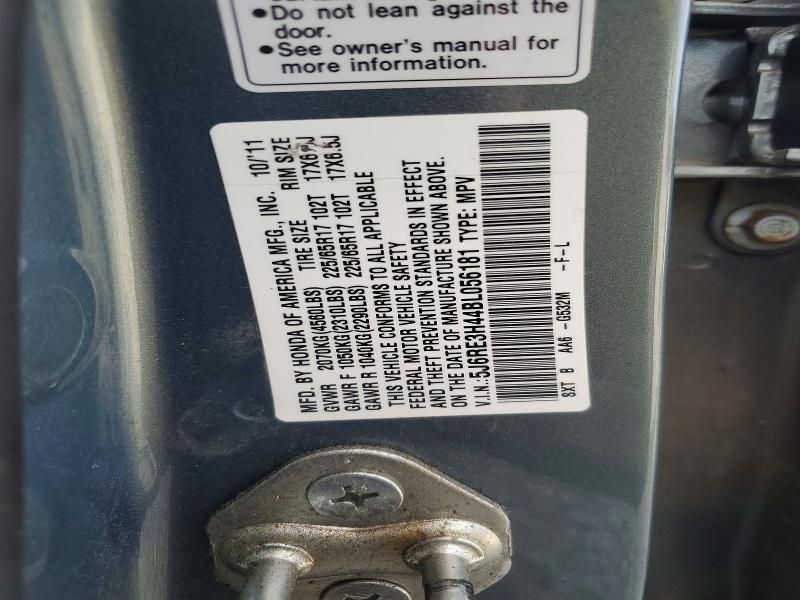 ●Do not lean against the
door.
●See owner's manual for
more information.
MFD. BY HONDA OF AMERICA MFG., INC. 10/'11
GVWR 2070KG(4560LBS) TIRE SIZE RIM SIZE
GAWR F 1050KG(2310LBS) 225/65R17 102T 17X6.5J
GAWR R 1040KG(2290LBS) 225/65R17 102T 17X6.5J
THIS VEHICLE CONFORMS TO ALL APPLICABLE
FEDERAL MOTOR VEHICLE SAFETY
AND THEFT PREVENTION STANDARDS IN EFFECT
ON THE DATE OF MANUFACTURE SHOWN ABOVE.
V.I.N.:5J6RE3H44BL056181 TYPE: MPV
SXT B AA6 -G532M -F-L